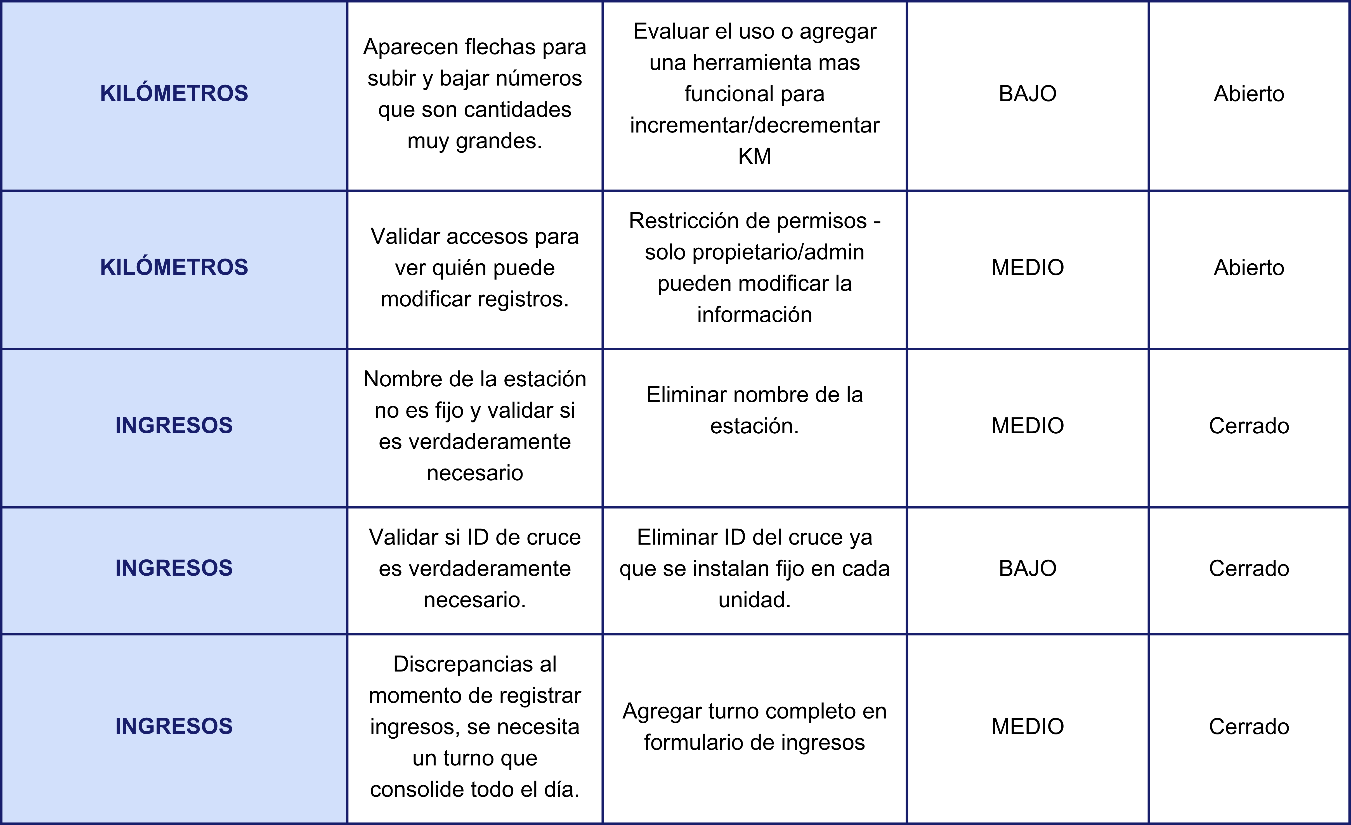 KILÓMETROS
Aparecen flechas para
subir y bajar números
que son cantidades
muy grandes.
Evaluar el uso o agregar
una herramienta mas
funcional para
incrementar/decrementar
KM
BAJO
Abierto
KILÓMETROS
Validar accesos para
ver quién puede
modificar registros.
Restricción de permisos -
solo propietario/admin
pueden modificar la
información
MEDIO
Abierto
INGRESOS
Nombre de la estación
no es fijo y validar si
es verdaderamente
necesario
Eliminar nombre de la
estación.
MEDIO
Cerrado
INGRESOS
Validar si ID de cruce
es verdaderamente
necesario.
Eliminar ID del cruce ya
que se instalan fijo en cada
unidad.
BAJO
Cerrado
INGRESOS
Discrepancias al
momento de registrar
ingresos, se necesita
un turno que
consolide todo el día.
Agregar turno completo en
formulario de ingresos
MEDIO
Cerrado